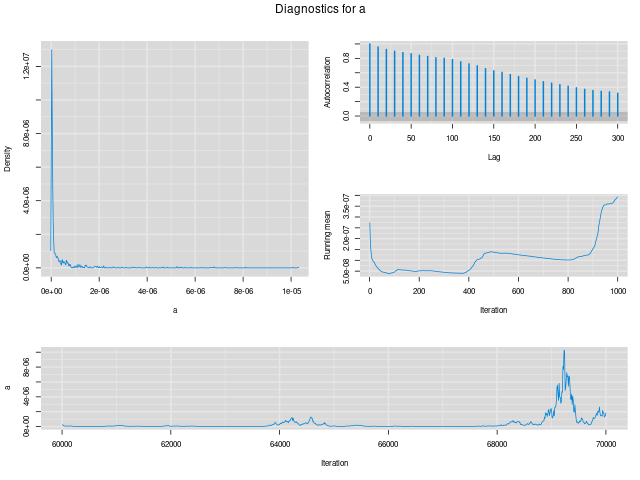 Diagnostics for a
Density
0.0e+00 4.0e-06 8.0e-06 1.2e+07
0e+00 2e-06 4e-06 6e-06 8e-06 1e-05
a
Autocorrelation
0.0 0.4 0.8
0 50 100 150 200 250 300
Lag
Running mean
5.0e-08 2.0e-07 3.5e-07
0 200 400 600 800 1000
Iteration
a
0e+00 4e-06 8e-06
60000 62000 64000 66000 68000 70000
Iteration